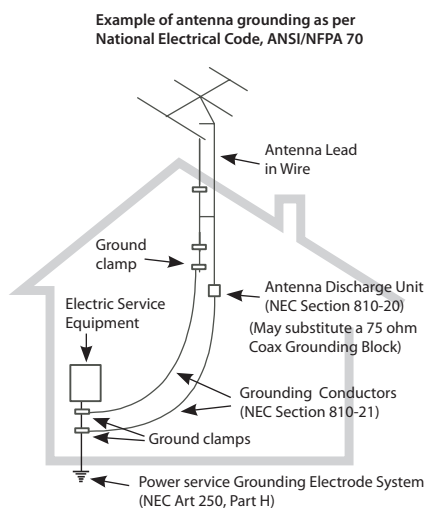 Example of antenna grounding as per
National Electrical Code, ANSI/NFPA 70
Antenna Lead
in Wire
Ground
clamp
Antenna Discharge Unit
(NEC Section 810-20)
(May substitute a 75 ohm
Coax Grounding Block)
Electric Service
Equipment
Grounding Conductors
(NEC Section 810-21)
Ground clamps
Power service Grounding Electrode System
(NEC Art 250, Part H)